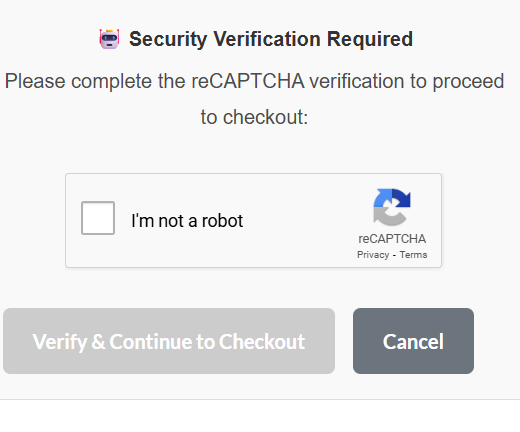 Security Verification Required
Please complete the reCAPTCHA verification to proceed
to checkout:
I'm not a robot
reCAPTCHA
Privacy - Terms
Verify & Continue to Checkout
Cancel